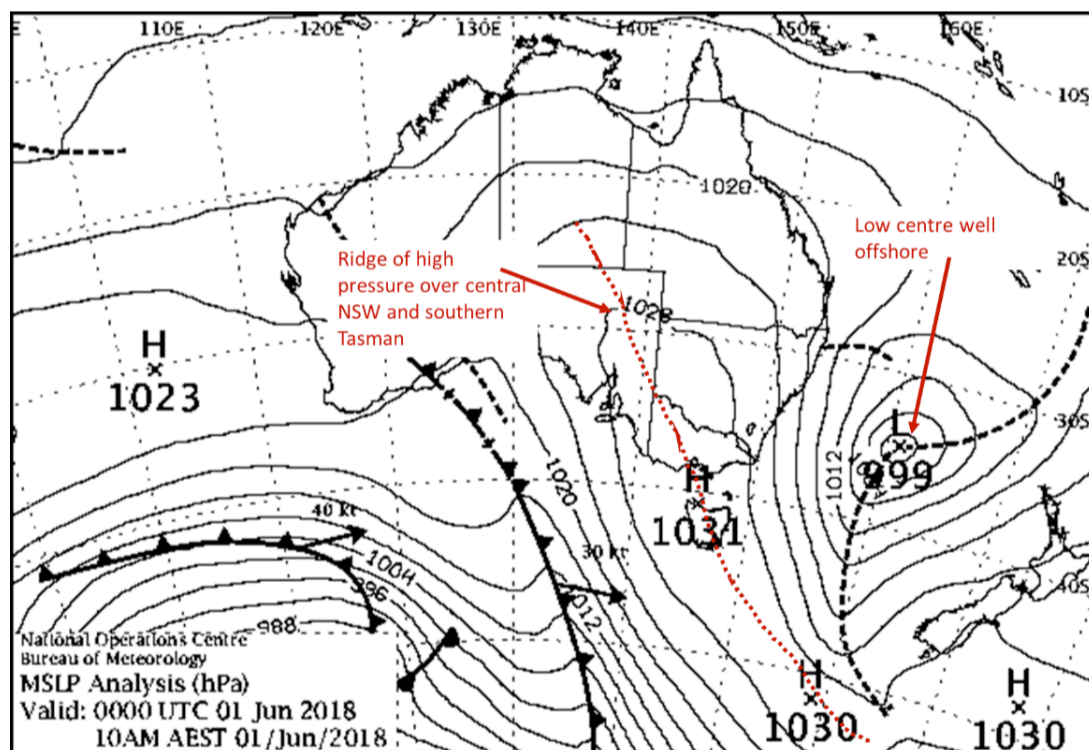 110E 120E 130E 140E 150E 160E
10S
1020
Low centre well
offshore
20S
Ridge of high
pressure over central
NSW and southern
Tasman
1028
H
1023
30S
L
999
1012
1020
H
1031
40 kt
30 kt
1004
996
1012
40S
988
National Operations Centre
Bureau of Meteorology
MSLP Analysis (hPa)
Valid: 0000 UTC 01 Jun 2018
10AM AEST 01/Jun/2018
H
1030
H
1030